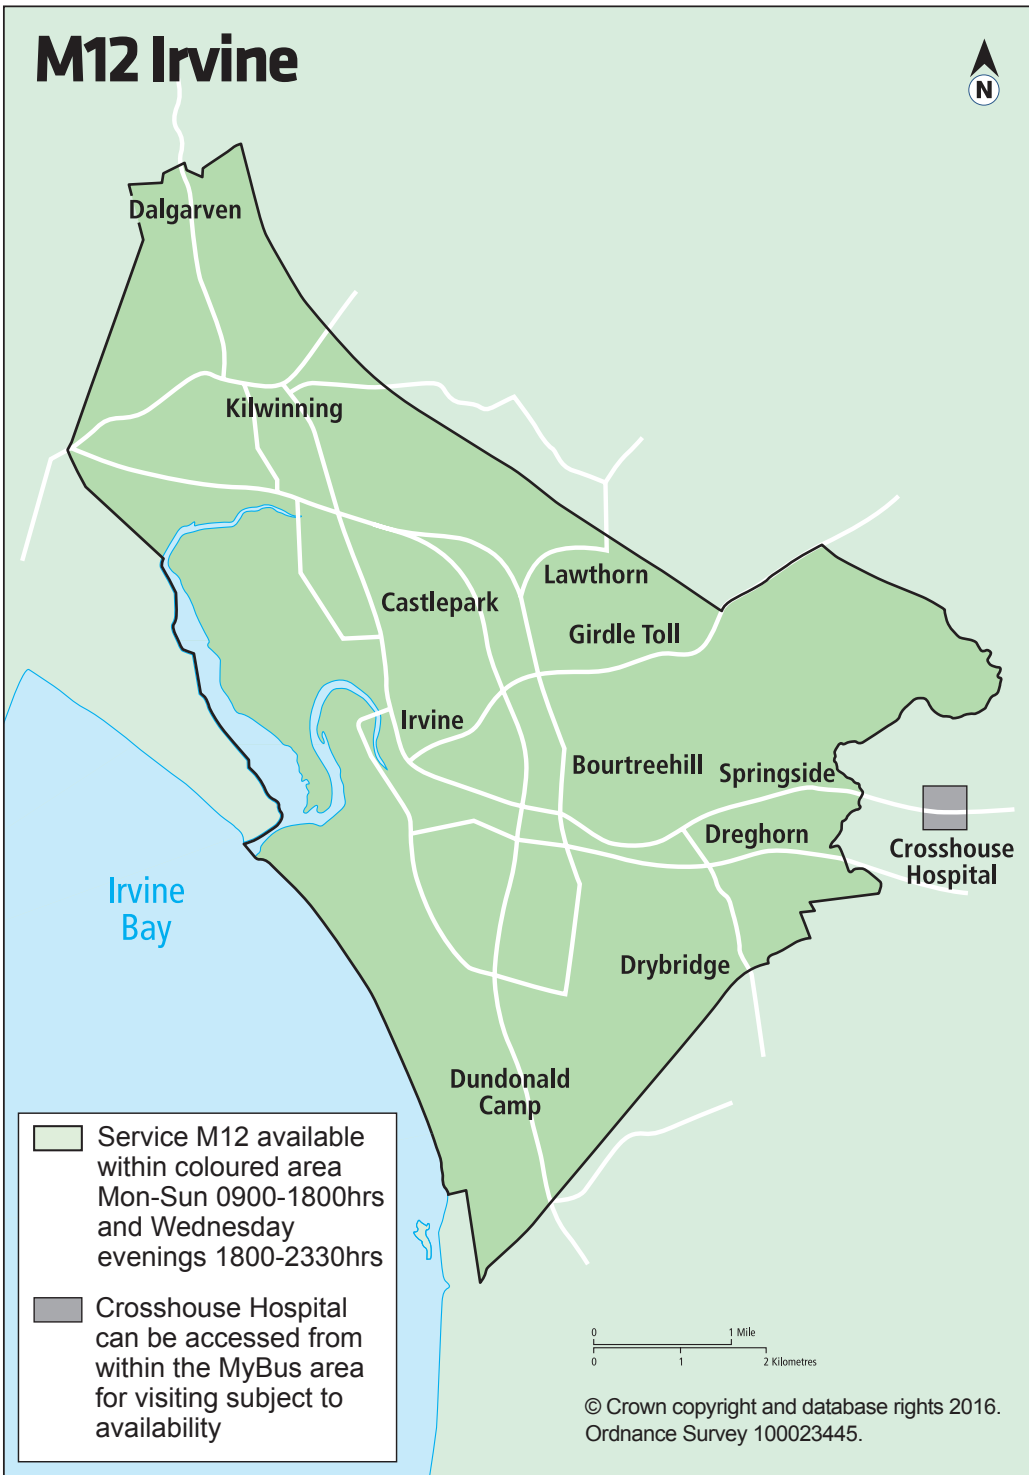 M12 Irvine
N
Dalgarven
Kilwinning
Lawthorn
Castlepark
Girdle Toll
Irvine
Bourtreehill
Springside
Dreghorn
Crosshouse
Hospital
Irvine
Bay
Drybridge
Dundonald
Camp
Service M12 available
within coloured area
Mon-Sun 0900-1800hrs
and Wednesday
evenings 1800-2330hrs
Crosshouse Hospital
can be accessed from
within the MyBus area
for visiting subject to
availability
0 1 Mile
0 1 2 Kilometres
© Crown copyright and database rights 2016.
Ordnance Survey 100023445.